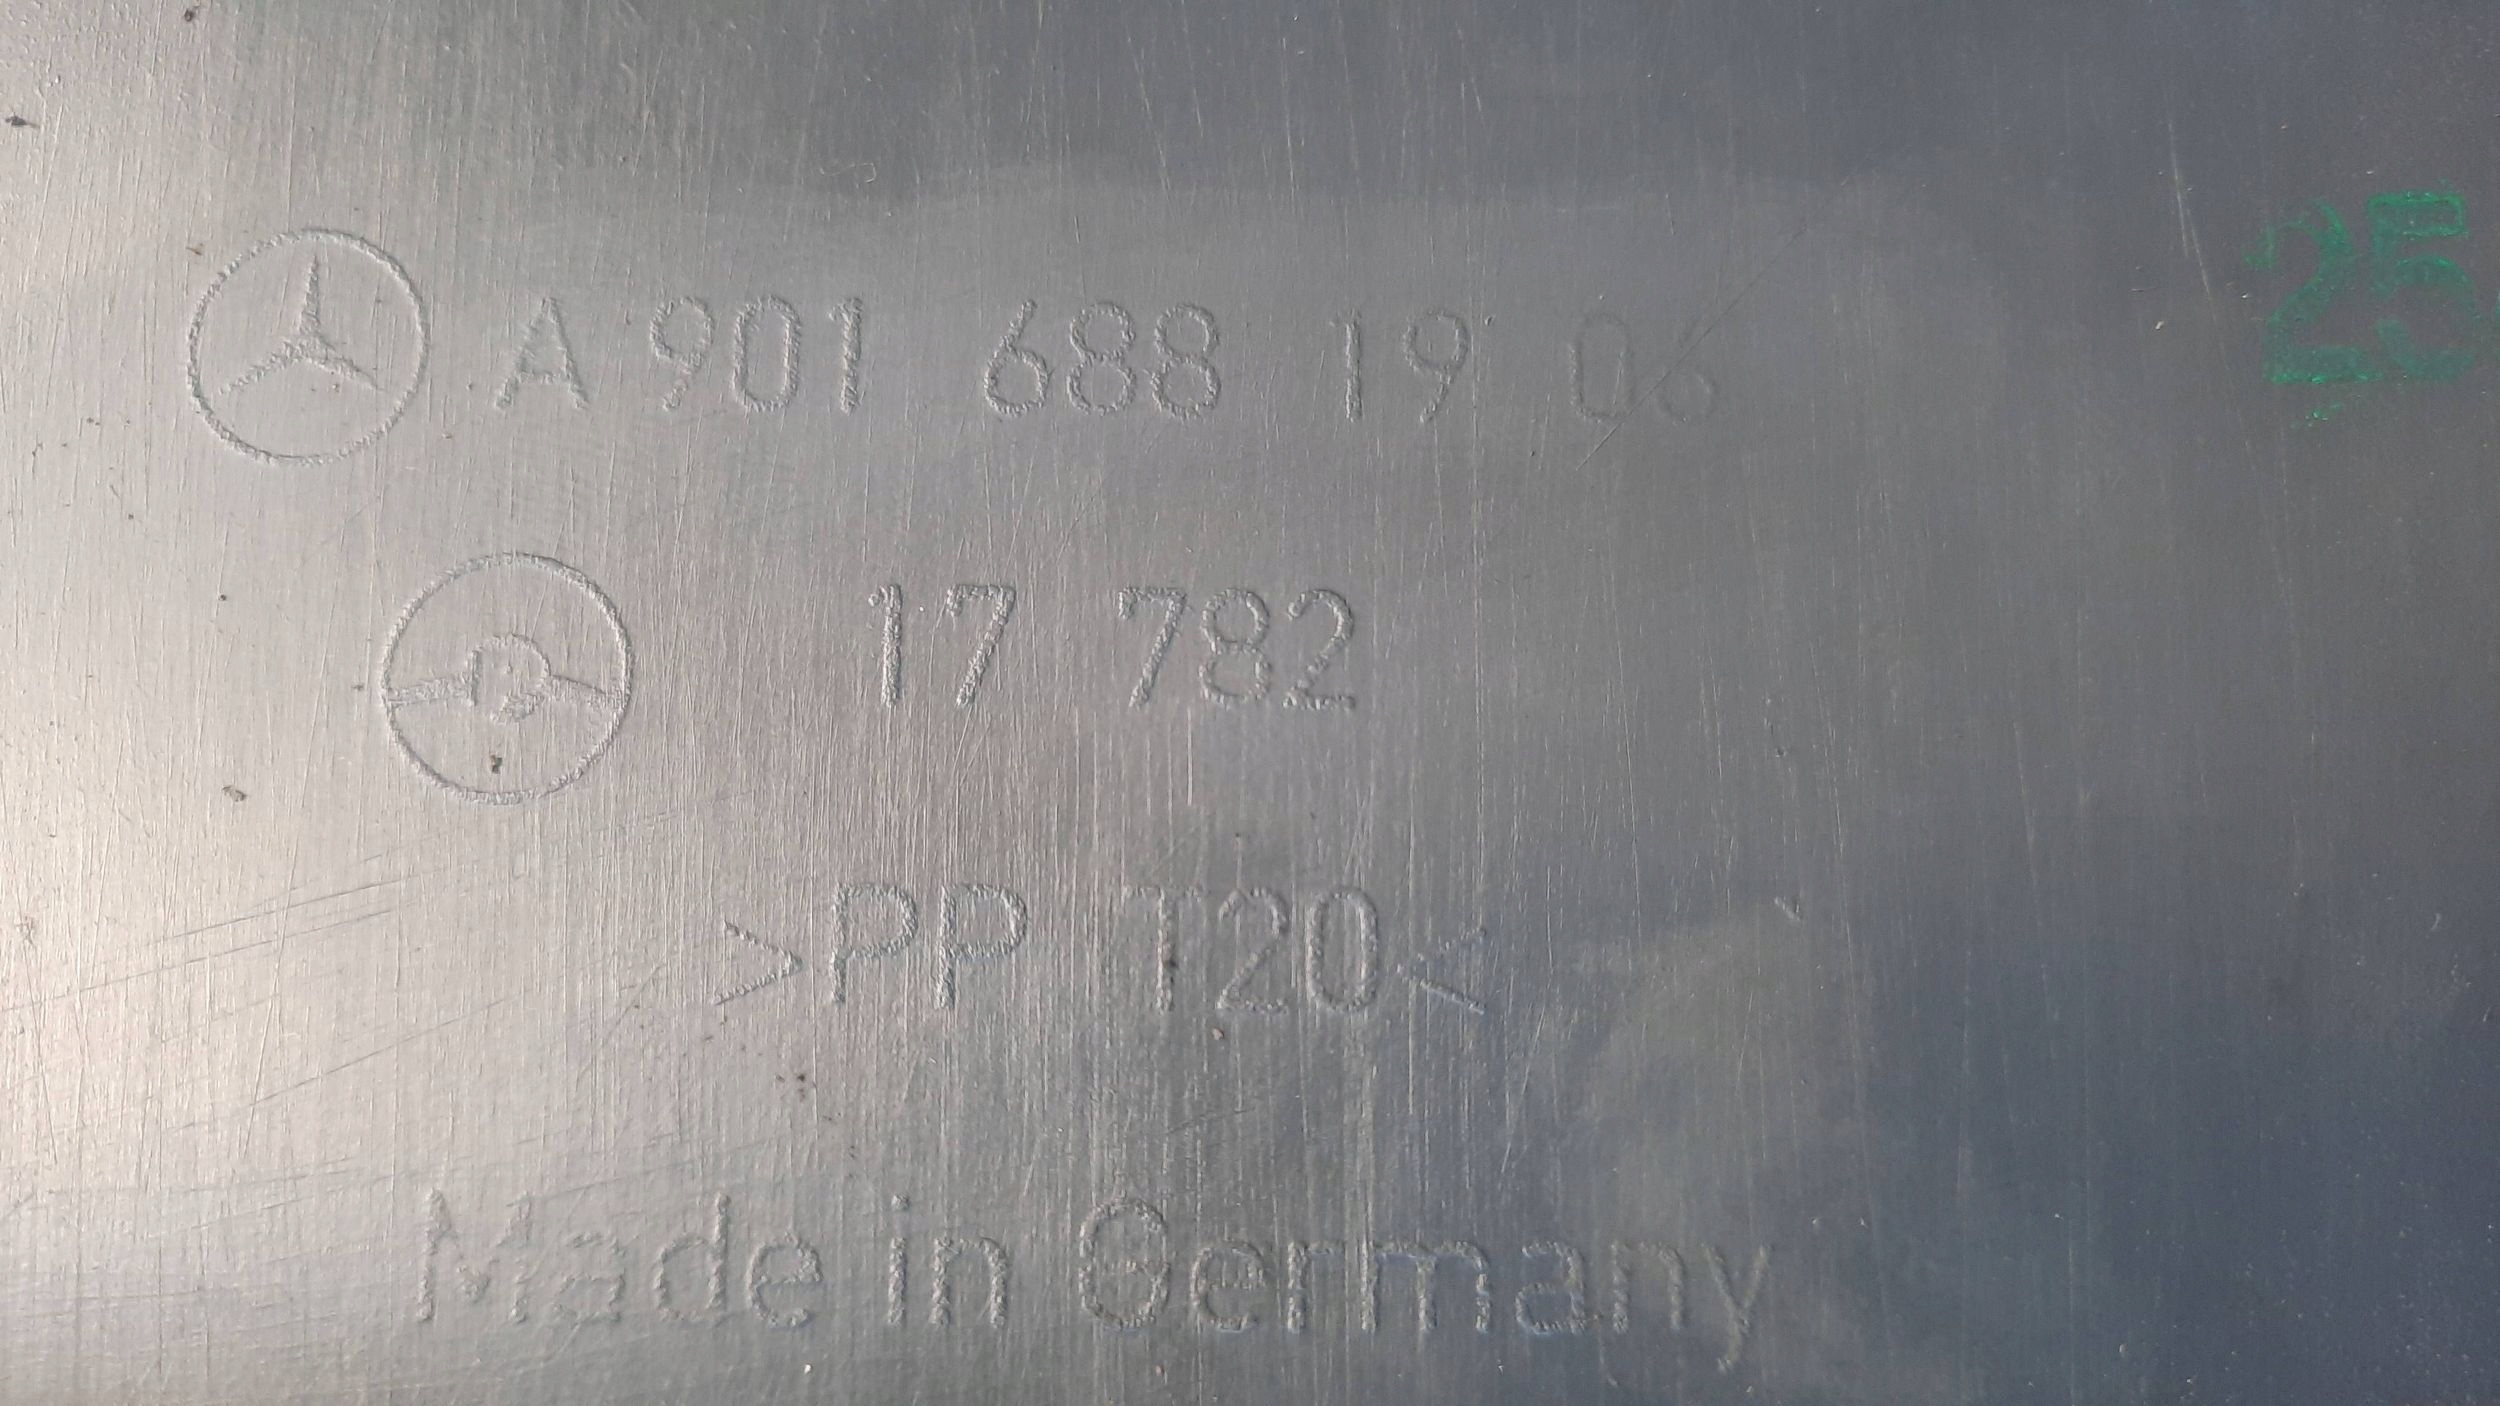 A 901 688 19 06
25
17 782
>PP T20<
Made in Germany